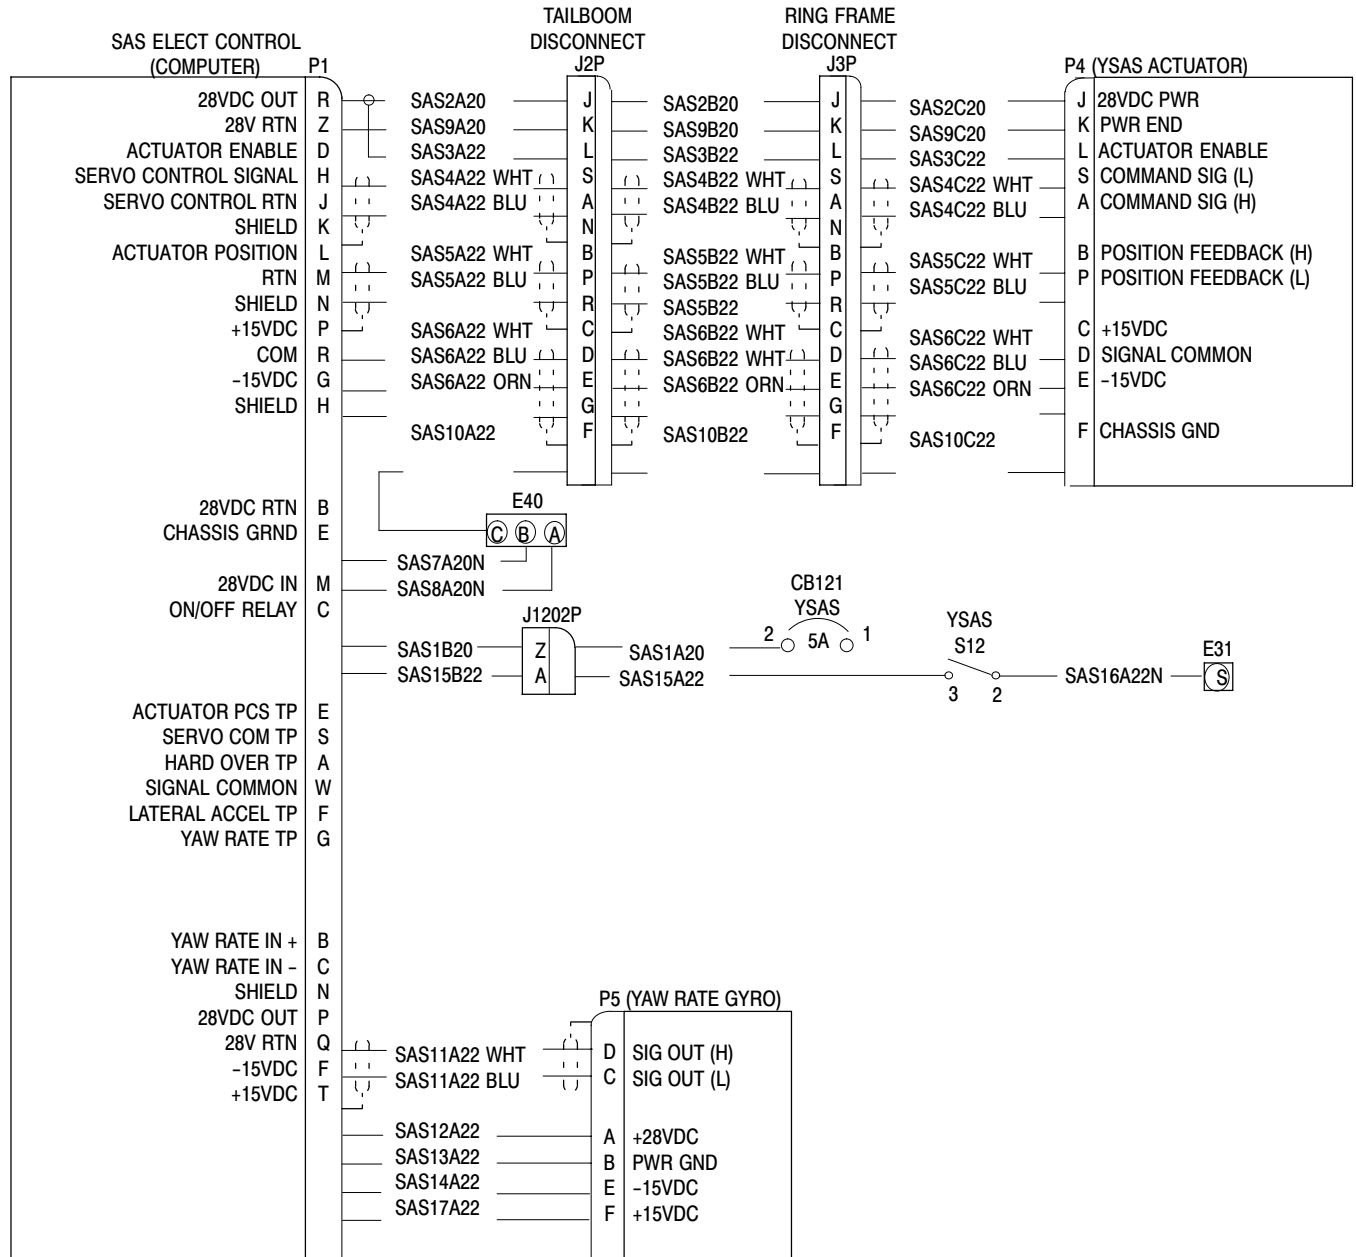 TAILBOOM
DISCONNECT
J2P
RING FRAME
DISCONNECT
J3P
SAS ELECT CONTROL
(COMPUTER) P1
P4 (YSAS ACTUATOR)
28VDC OUT R SAS2A20 J SAS2B20 J SAS2C20 J 28VDC PWR
28V RTN Z SAS9A20 K SAS9B20 K SAS9C20 K PWR END
ACTUATOR ENABLE D SAS3A22 L SAS3B22 L SAS3C22 L ACTUATOR ENABLE
SERVO CONTROL SIGNAL H SAS4A22 WHT S SAS4B22 WHT S SAS4C22 WHT S COMMAND SIG (L)
SERVO CONTROL RTN J SAS4A22 BLU A SAS4B22 BLU A SAS4C22 BLU A COMMAND SIG (H)
SHIELD K N N
ACTUATOR POSITION L SAS5A22 WHT B SAS5B22 WHT B SAS5C22 WHT B POSITION FEEDBACK (H)
RTN M SAS5A22 BLU P SAS5B22 BLU P SAS5C22 BLU P POSITION FEEDBACK (L)
SHIELD N R SAS5B22 R
+15VDC P SAS6A22 WHT C SAS6B22 WHT C SAS6C22 WHT C +15VDC
COM R SAS6A22 BLU D SAS6B22 WHT D SAS6C22 BLU D SIGNAL COMMON
-15VDC G SAS6A22 ORN E SAS6B22 ORN E SAS6C22 ORN E -15VDC
SHIELD H G G
SAS10A22 F SAS10B22 F SAS10C22 F CHASSIS GND
28VDC RTN B
CHASSIS GRND E
E40
C B A
SAS7A20N
28VDC IN M SAS8A20N
ON/OFF RELAY C
J1202P
CB121
YSAS
2 5A 1
YSAS
S12
3 2
E31
SAS1B20 Z SAS1A20
SAS15B22 A SAS15A22 SAS16A22N S
ACTUATOR PCS TP E
SERVO COM TP S
HARD OVER TP A
SIGNAL COMMON W
LATERAL ACCEL TP F
YAW RATE TP G
YAW RATE IN + B
YAW RATE IN - C
SHIELD N
P5 (YAW RATE GYRO)
28VDC OUT P
28V RTN Q SAS11A22 WHT D SIG OUT (H)
-15VDC F SAS11A22 BLU C SIG OUT (L)
+15VDC T
SAS12A22 A +28VDC
SAS13A22 B PWR GND
SAS14A22 E -15VDC
SAS17A22 F +15VDC